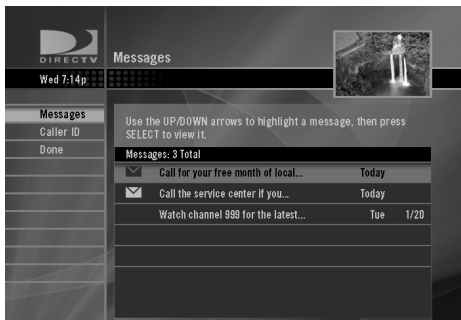 DIRECTV
Messages
Wed 7:14p
Messages
Caller ID
Done
Use the UP/DOWN arrows to highlight a message, then press
SELECT to view it.
Messages: 3 Total
Call for your free month of local... Today
Call the service center if you... Today
Watch channel 999 for the latest... Tue 1/20